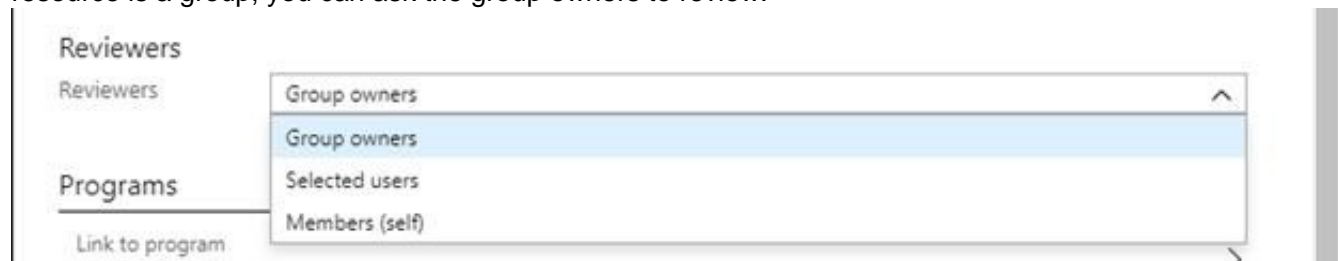 resource is a group, you can ask the group owners to review.
Reviewers
Reviewers
Group owners
Group owners
Selected users
Programs
Members (self)
Link to program